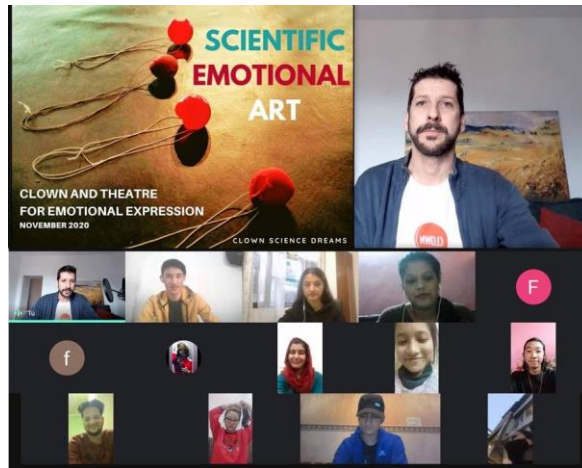 SCIENTIFIC
EMOTIONAL
ART
CLOWN AND THEATRE
FOR EMOTIONAL EXPRESSION
NOVEMBER 2020
CLOWN SCIENCE DREAMS
F
f